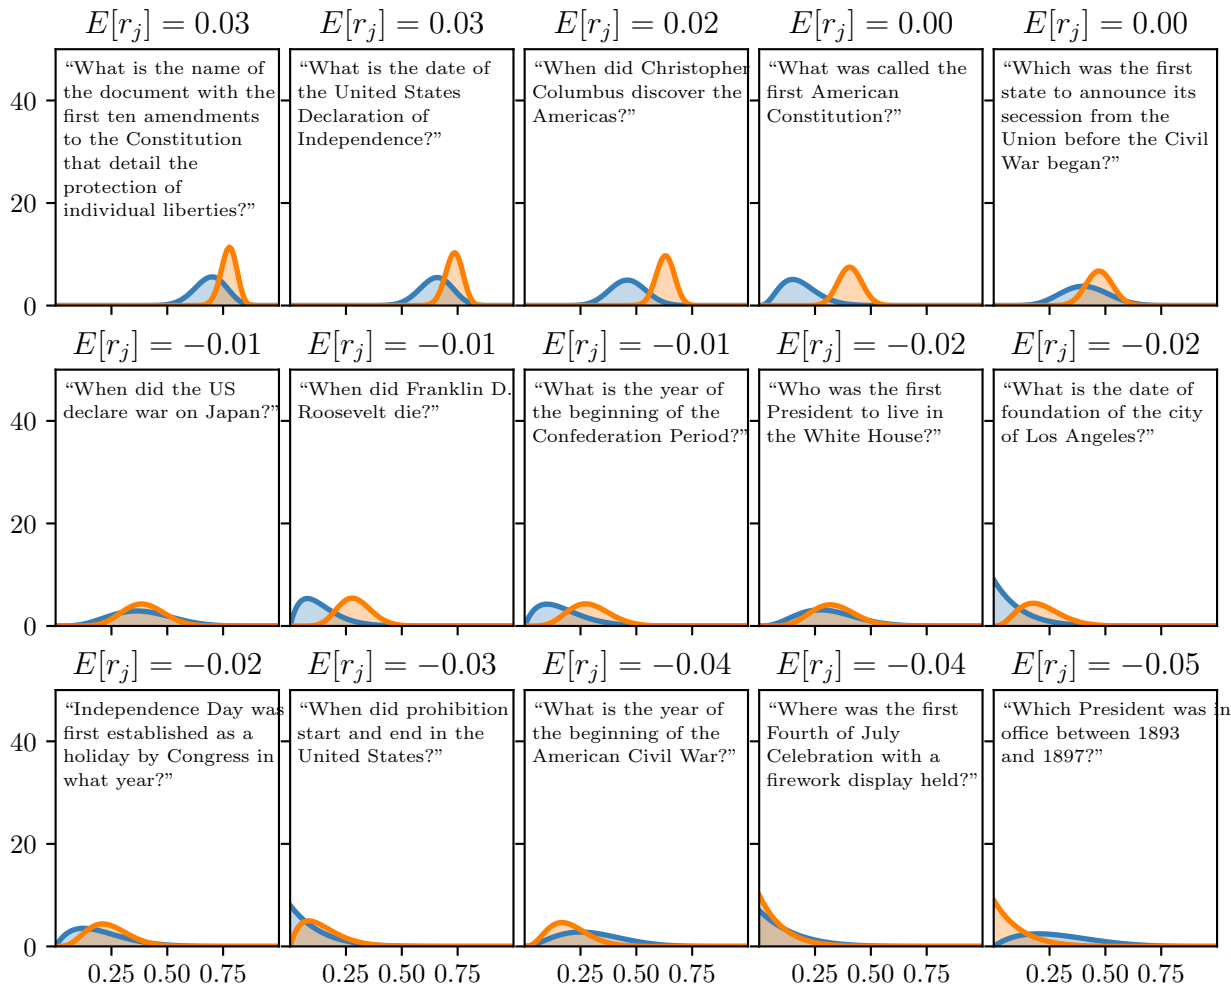 E[r_j] = 0.03
E[r_j] = 0.03
E[r_j] = 0.02
E[r_j] = 0.00
E[r_j] = 0.00
40
20
0
“What is the name of
the document with the
first ten amendments
to the Constitution
that detail the
protection of
individual liberties?”
“What is the date of
the United States
Declaration of
Independence?”
“When did Christopher
Columbus discover the
Americas?”
“What was called the
first American
Constitution?”
“Which was the first
state to announce its
secession from the
Union before the Civil
War began?”
E[r_j] = −0.01
E[r_j] = −0.01
E[r_j] = −0.01
E[r_j] = −0.02
E[r_j] = −0.02
40
20
0
“When did the US
declare war on Japan?”
“When did Franklin D.
Roosevelt die?”
“What is the year of
the beginning of the
Confederation Period?”
“Who was the first
President to live in
the White House?”
“What is the date of
foundation of the city
of Los Angeles?”
E[r_j] = −0.02
E[r_j] = −0.03
E[r_j] = −0.04
E[r_j] = −0.04
E[r_j] = −0.05
40
20
0
“Independence Day was
first established as a
holiday by Congress in
what year?”
“When did prohibition
start and end in the
United States?”
“What is the year of
the beginning of the
American Civil War?”
“Where was the first
Fourth of July
Celebration with a
firework display held?”
“Which President was in
office between 1893
and 1897?”
0.25 0.50 0.75
0.25 0.50 0.75
0.25 0.50 0.75
0.25 0.50 0.75
0.25 0.50 0.75